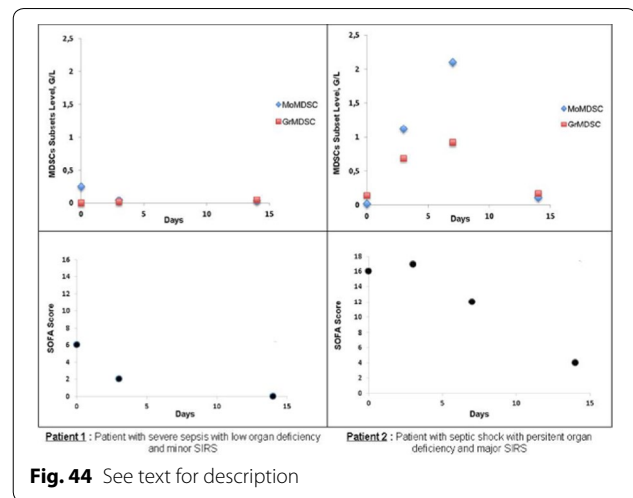 MDSCs Subsets Level, G/L
2,5
2
1,5
1
0,5
0
0
5
10
15
Days
MoMDSC
GrMDSC
MDSCs Subset Level, G/L
2,5
2
1,5
1
0,5
0
0
5
10
15
Days
MoMDSC
GrMDSC
SOFA Score
16
14
12
10
8
6
4
2
0
0
5
10
15
Days
SOFA Score
18
16
14
12
10
8
6
4
2
0
0
5
10
15
Days
Patient 1 : Patient with severe sepsis with low organ deficiency
and minor SIRS
Patient 2 : Patient with septic shock with persitent organ
deficiency and major SIRS
Fig. 44 See text for description